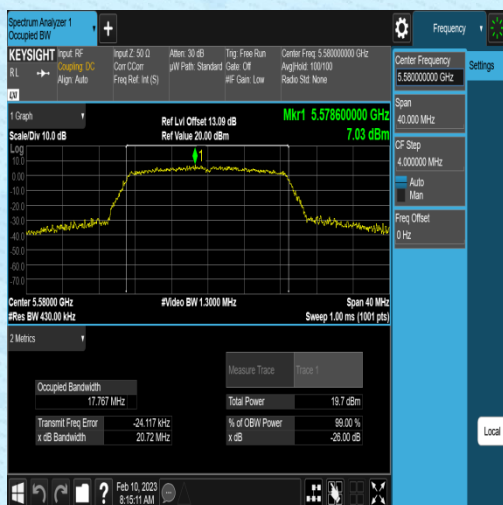 Spectrum Analyzer 1
Occupied BW
+
Frequency
KEYSIGHT
Input: RF
Coupling: DC
Align: Auto
Input Z: 50 Ω
Corr CCorr
Freq Ref: Int (S)
Atten: 30 dB
µW Path: Standard
Trig: Free Run
Gate: Off
#IF Gain: Low
Center Freq: 5.580000000 GHz
Avg|Hold: 100/100
Radio Std: None
R L
Center Frequency
5.580000000 GHz
Settings
Span
40.000 MHz
CF Step
4.000000 MHz
Auto
Man
Freq Offset
0 Hz
1 Graph
Scale/Div 10.0 dB
Ref Lvl Offset 13.09 dB
Ref Value 20.00 dBm
Mkr1 5.578600000 GHz
7.03 dBm
Log
10.0
0.00
-10.0
-20.0
-30.0
-40.0
-50.0
-60.0
-70.0
1
Center 5.58000 GHz
#Res BW 430.00 kHz
#Video BW 1.3000 MHz
Span 40 MHz
Sweep 1.00 ms (1001 pts)
2 Metrics
Measure Trace
Trace 1
Occupied Bandwidth
17.767 MHz
Total Power
19.7 dBm
Transmit Freq Error
-24.117 kHz
% of OBW Power
99.00 %
x dB Bandwidth
20.72 MHz
x dB
-26.00 dB
Local
?
Feb 10, 2023
8:15:11 AM